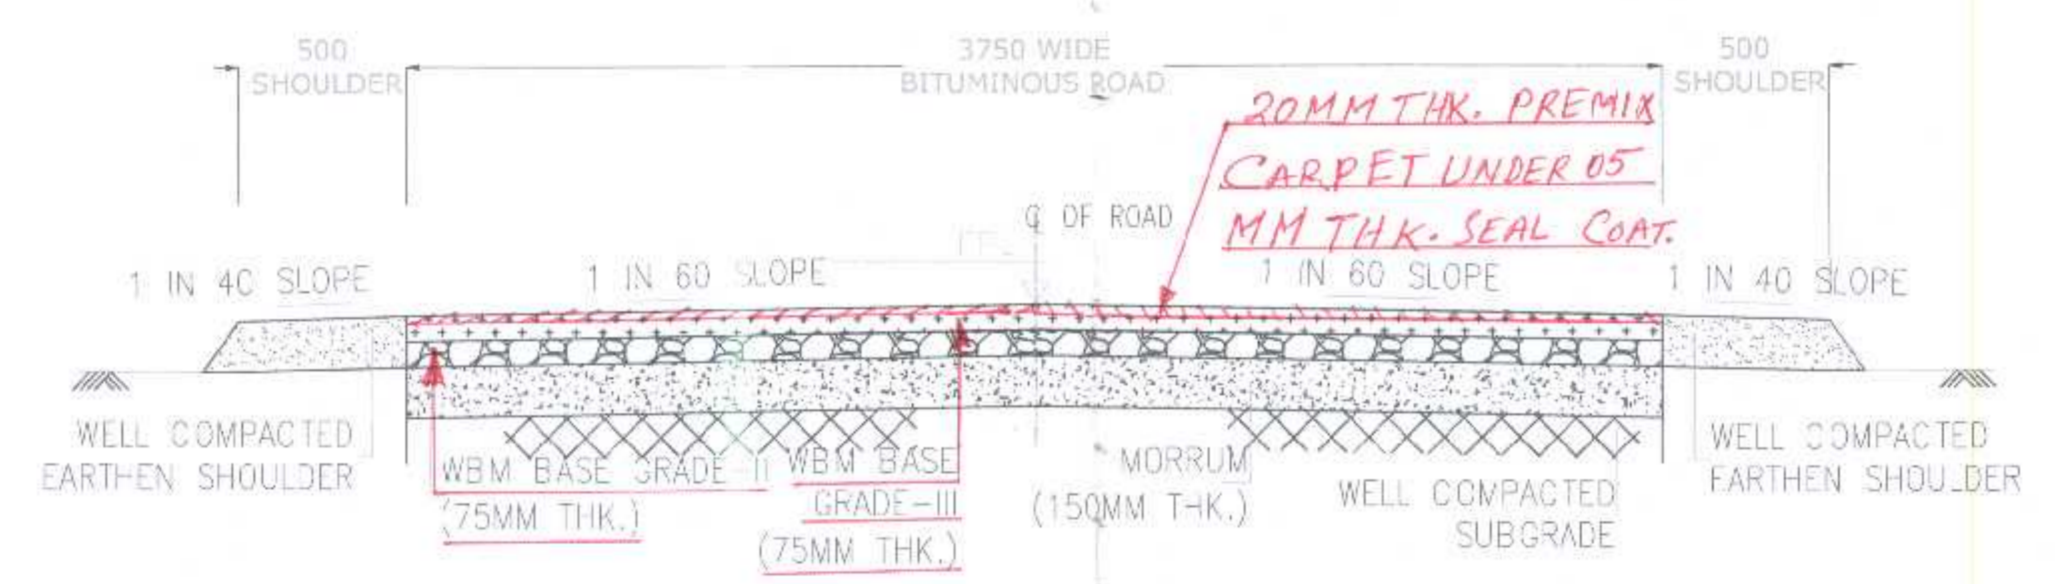 500
SHOULDER
3750 WIDE
BITUMINOUS ROAD
500
SHOULDER
20MM THK. PREMIX
CARPET UNDER 05
MM THK. SEAL COAT.
℄ OF ROAD
1 IN 40 SLOPE
1 IN 60 SLOPE
1 IN 60 SLOPE
1 IN 40 SLOPE
WELL COMPACTED
EARTHEN SHOULDER
WBM BASE GRADE-II
(75MM THK.)
WBM BASE
GRADE-III
(75MM THK.)
MORRUM
(150MM THK.)
WELL COMPACTED
SUBGRADE
WELL COMPACTED
EARTHEN SHOULDER